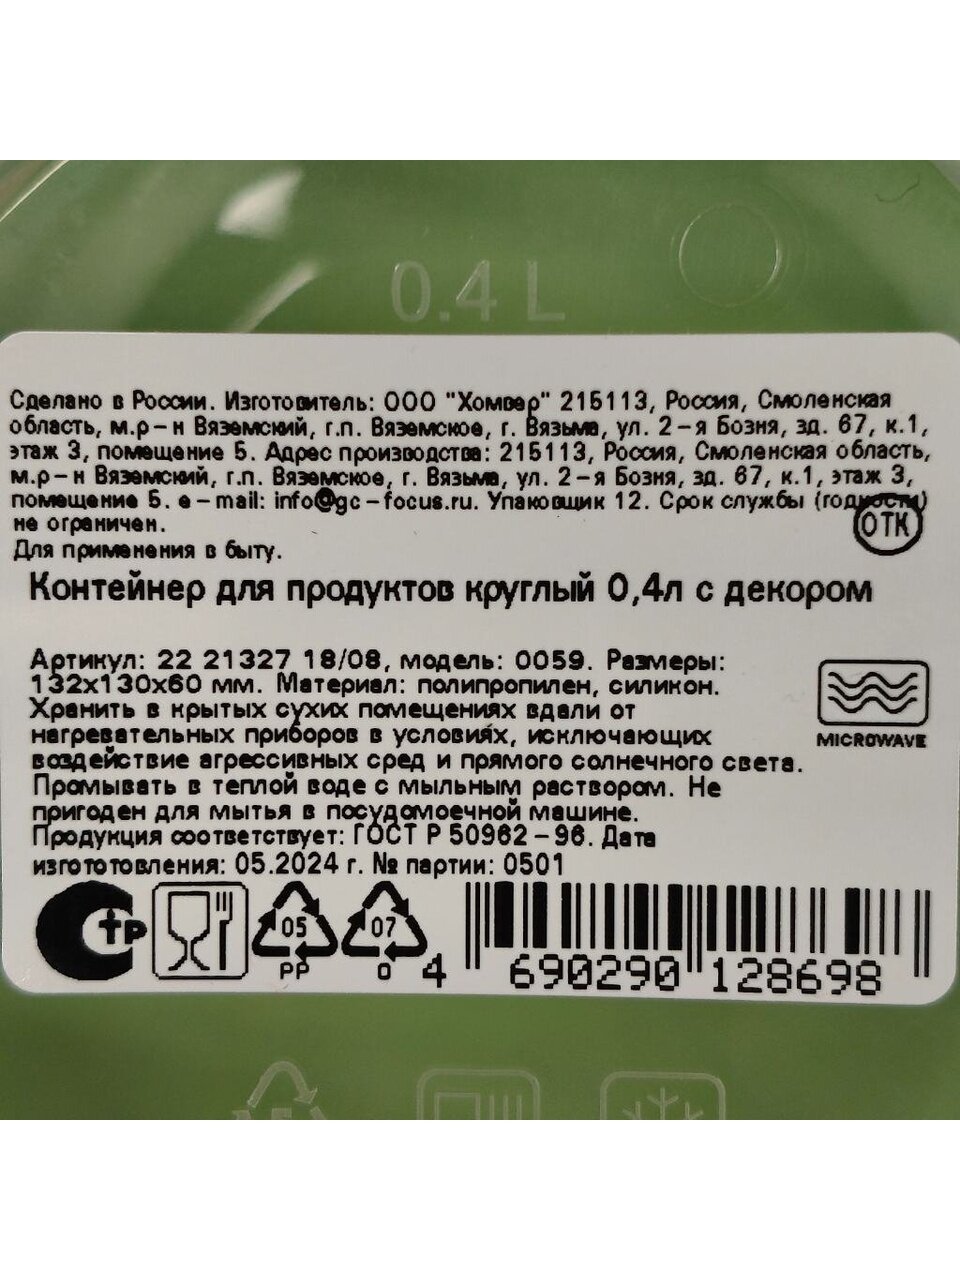 0.4 L
Сделано в России. Изготовитель: ООО "Хомвер" 215113, Россия, Смоленская
область, м.р-н Вяземский, г.п. Вяземское, г. Вязьма, ул. 2-я Бозня, зд. 67, к.1,
этаж 3, помещение 5. Адрес производства: 215113, Россия, Смоленская область,
м.р-н Вяземский, г.п. Вяземское, г. Вязьма, ул. 2-я Бозня, зд. 67, к.1, этаж 3,
помещение 5. e-mail: info@gc-focus.ru. Упаковщик 12. Срок службы (годности)
не ограничен.
ОТК
Для применения в быту.
Контейнер для продуктов круглый 0,4л с декором
Артикул: 22 21327 18/08, модель: 0059. Размеры:
132х130х60 мм. Материал: полипропилен, силикон.
Хранить в крытых сухих помещениях вдали от
нагревательных приборов в условиях, исключающих
воздействие агрессивных сред и прямого солнечного света.
Промывать в теплой воде с мыльным раствором. Не
пригоден для мытья в посудомоечной машине.
Продукция соответствует: ГОСТ Р 50962-96. Дата
изготовления: 05.2024 г. № партии: 0501
MICROWAVE
СТР
05
PP
07
O
4 690290 128698